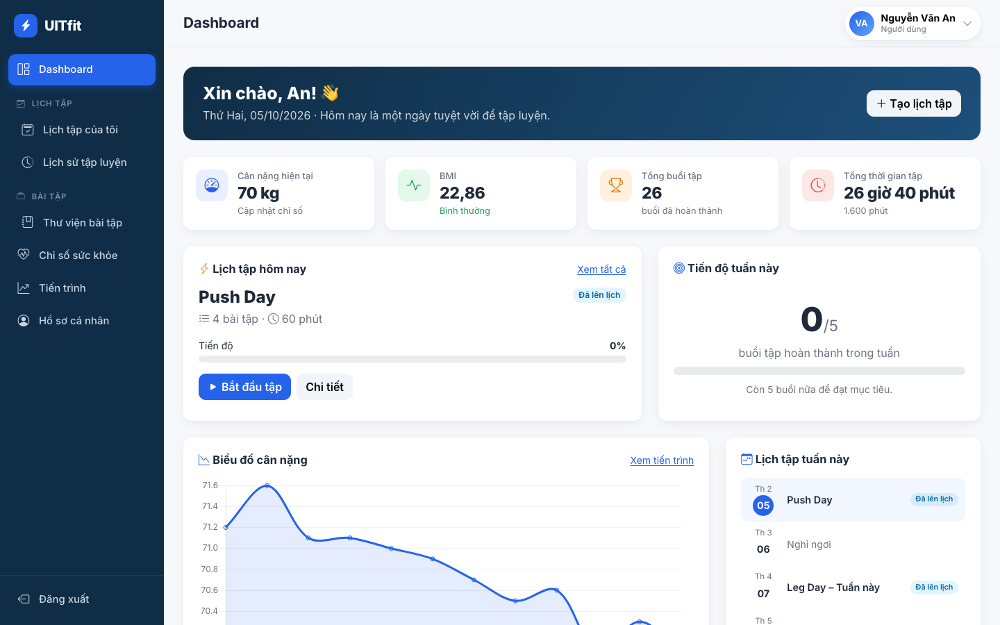 UITfit
Dashboard
LỊCH TẬP
Lịch tập của tôi
Lịch sử tập luyện
BÀI TẬP
Thư viện bài tập
Chỉ số sức khỏe
Tiến trình
Hồ sơ cá nhân
Đăng xuất
Dashboard
VA
Nguyễn Văn An
Người dùng
Xin chào, An! 👋
Thứ Hai, 05/10/2026 · Hôm nay là một ngày tuyệt vời để tập luyện.
+ Tạo lịch tập
Cân nặng hiện tại
70 kg
Cập nhật chỉ số
BMI
22,86
Bình thường
Tổng buổi tập
26
buổi đã hoàn thành
Tổng thời gian tập
26 giờ 40 phút
1.600 phút
Lịch tập hôm nay
Xem tất cả
Push Day
Đã lên lịch
4 bài tập · 60 phút
Tiến độ
0%
Bắt đầu tập
Chi tiết
Tiến độ tuần này
0/5
buổi tập hoàn thành trong tuần
Còn 5 buổi nữa để đạt mục tiêu.
Biểu đồ cân nặng
Xem tiến trình
71.6
71.4
71.2
71.0
70.8
70.6
70.4
Lịch tập tuần này
Th 2
05
Push Day
Đã lên lịch
Th 3
06
Nghỉ ngơi
Th 4
07
Leg Day – Tuần này
Đã lên lịch
Th 5